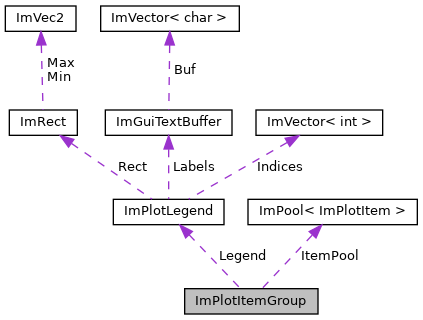 ImVec2
ImVector< char >
Max
Min
Buf
ImRect
ImGuiTextBuffer
ImVector< int >
Rect
Labels
Indices
ImPlotLegend
ImPool< ImPlotItem >
Legend
ItemPool
ImPlotItemGroup